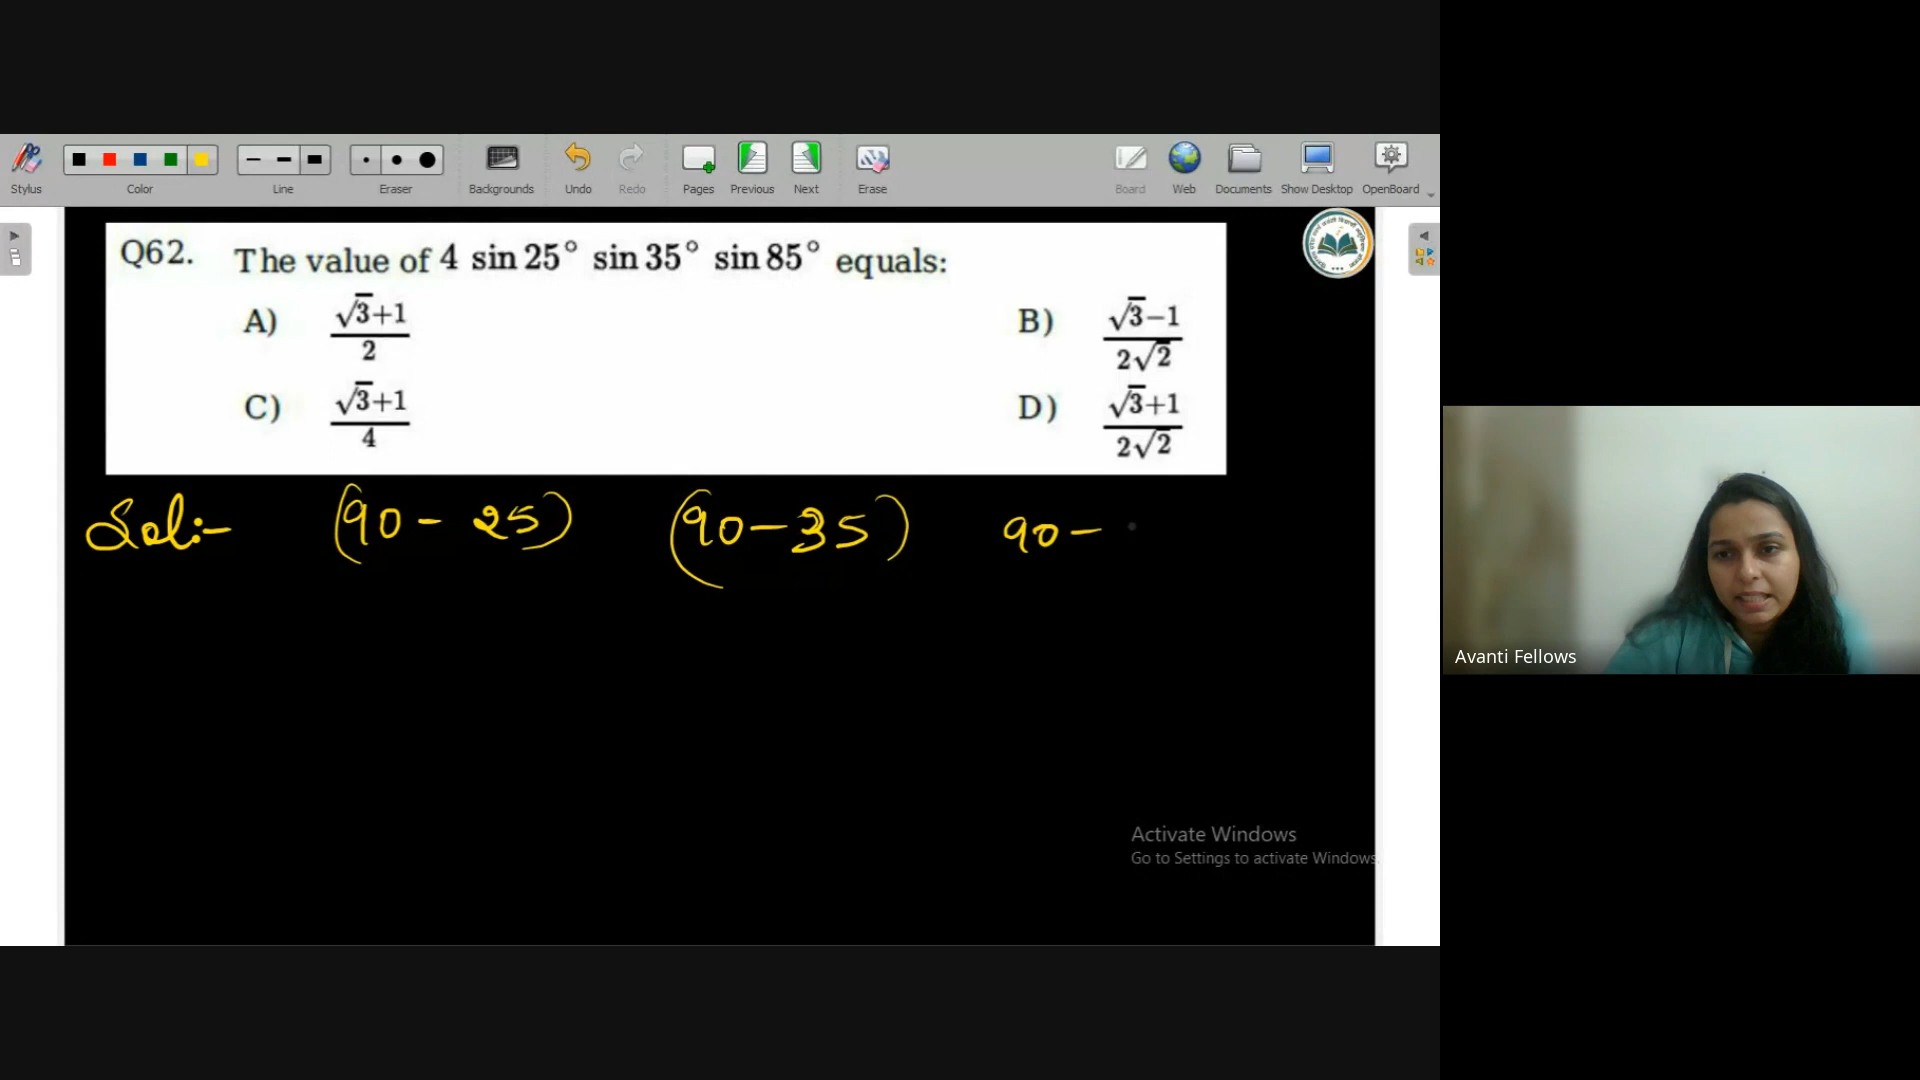 Stylus Color Line Eraser Backgrounds Undo Redo Pages Previous Next Erase Board Web Documents Show Desktop OpenBoard
Q62. The value of 4 sin 25° sin 35° sin 85° equals:
A) (√3+1)/2 B) (√3−1)/(2√2)
C) (√3+1)/4 D) (√3+1)/(2√2)
Sol:- (90 - 25) (90 - 35) 90 -
Avanti Fellows
Activate Windows
Go to Settings to activate Windows.